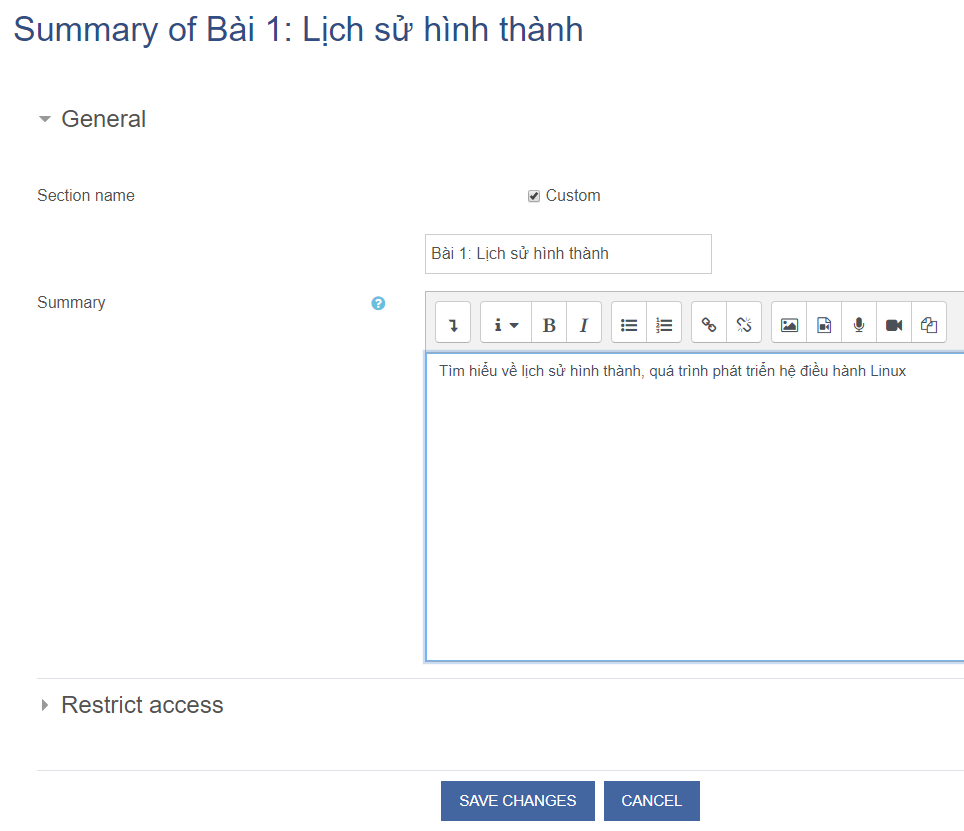 Summary of Bài 1: Lịch sử hình thành
General
Section name
Custom
Bài 1: Lịch sử hình thành
Summary
Tìm hiểu về lịch sử hình thành, quá trình phát triển hệ điều hành Linux
Restrict access
SAVE CHANGES
CANCEL